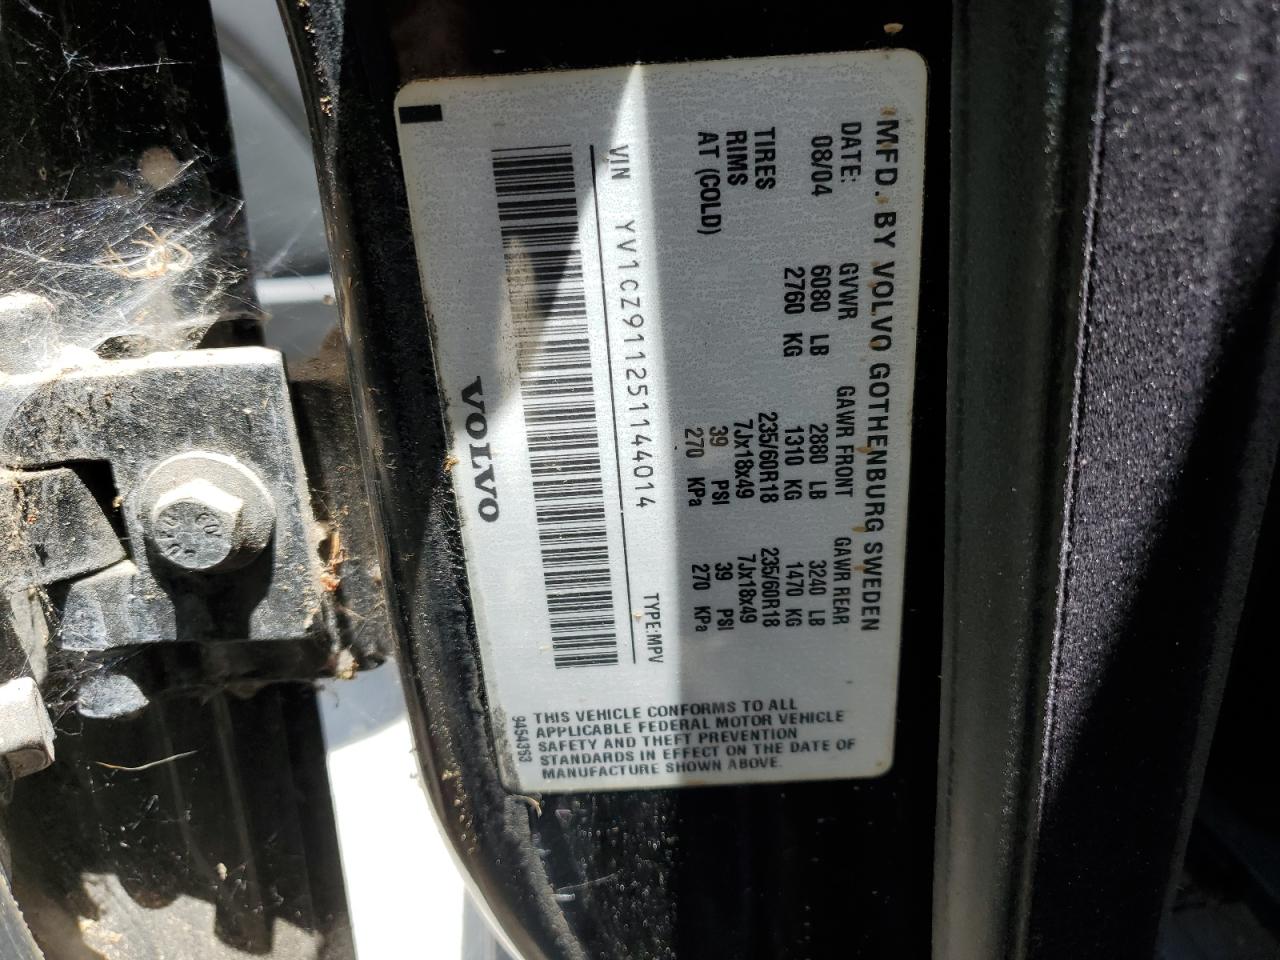 MFD. BY VOLVO GOTHENBURG SWEDEN
DATE: GVWR GAWR FRONT GAWR REAR
08/04 6080 LB 2880 LB 3240 LB
2760 KG 1310 KG 1470 KG
TIRES 235/60R18 235/60R18
RIMS 7Jx18x49 7Jx18x49
AT (COLD) 39 PSI 39 PSI
270 KPa 270 KPa
VIN YV1CZ911251144014 TYPE:MPV
VOLVO
THIS VEHICLE CONFORMS TO ALL
APPLICABLE FEDERAL MOTOR VEHICLE
SAFETY AND THEFT PREVENTION
STANDARDS IN EFFECT ON THE DATE OF
MANUFACTURE SHOWN ABOVE.
9454353